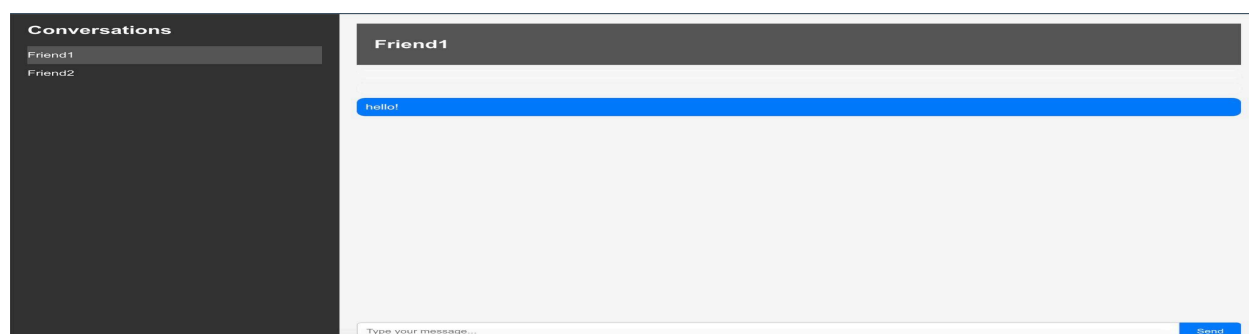 Conversations
Friend1
Friend2
Friend1
hello!
Type your message...
Send